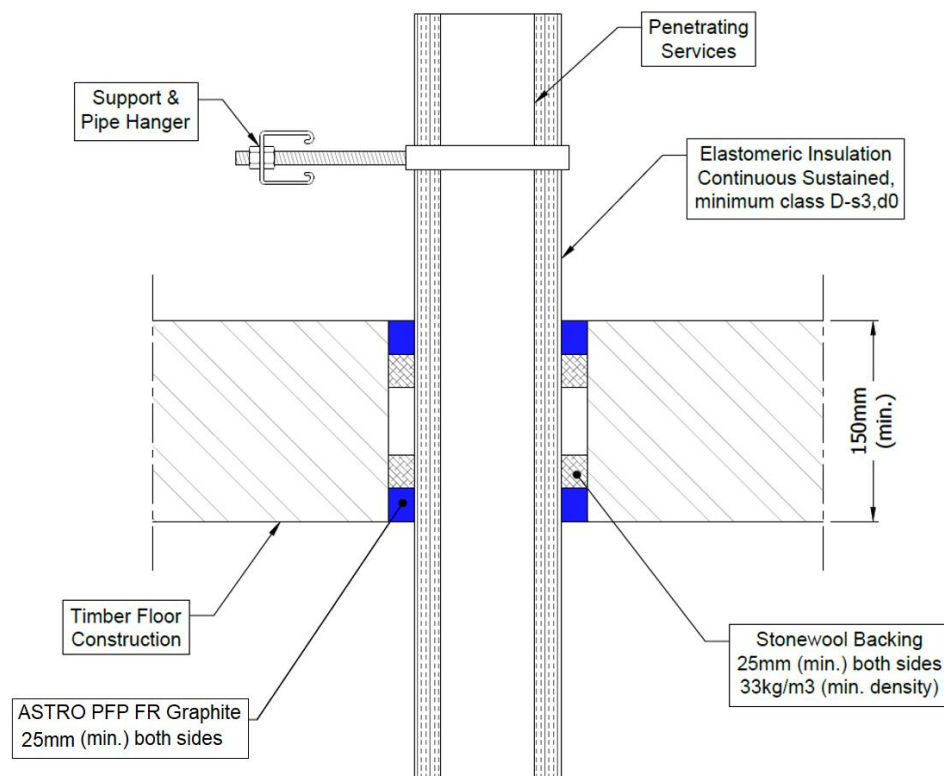 Penetrating
Services
Support &
Pipe Hanger
Elastomeric Insulation
Continuous Sustained,
minimum class D-s3,d0
150mm
(min.)
Timber Floor
Construction
Stonewool Backing
25mm (min.) both sides
33kg/m3 (min. density)
ASTRO PFP FR Graphite
25mm (min.) both sides